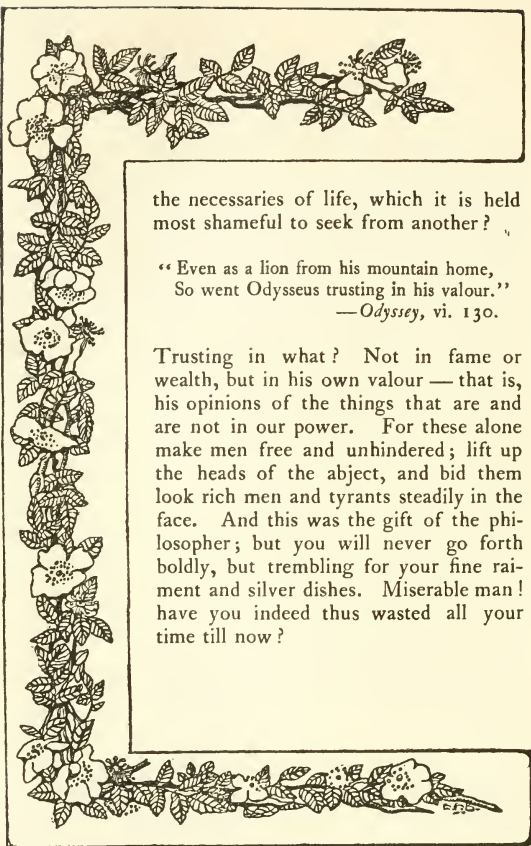 the necessaries of life, which it is held
most shameful to seek from another?
“ Even as a lion from his mountain home,
So went Odysseus trusting in his valour.”
— Odyssey, vi. 130.
Trusting in what? Not in fame or
wealth, but in his own valour — that is,
his opinions of the things that are and
are not in our power. For these alone
make men free and unhindered; lift up
the heads of the abject, and bid them
look rich men and tyrants steadily in the
face. And this was the gift of the phi-
losopher; but you will never go forth
boldly, but trembling for your fine rai-
ment and silver dishes. Miserable man!
have you indeed thus wasted all your
time till now?